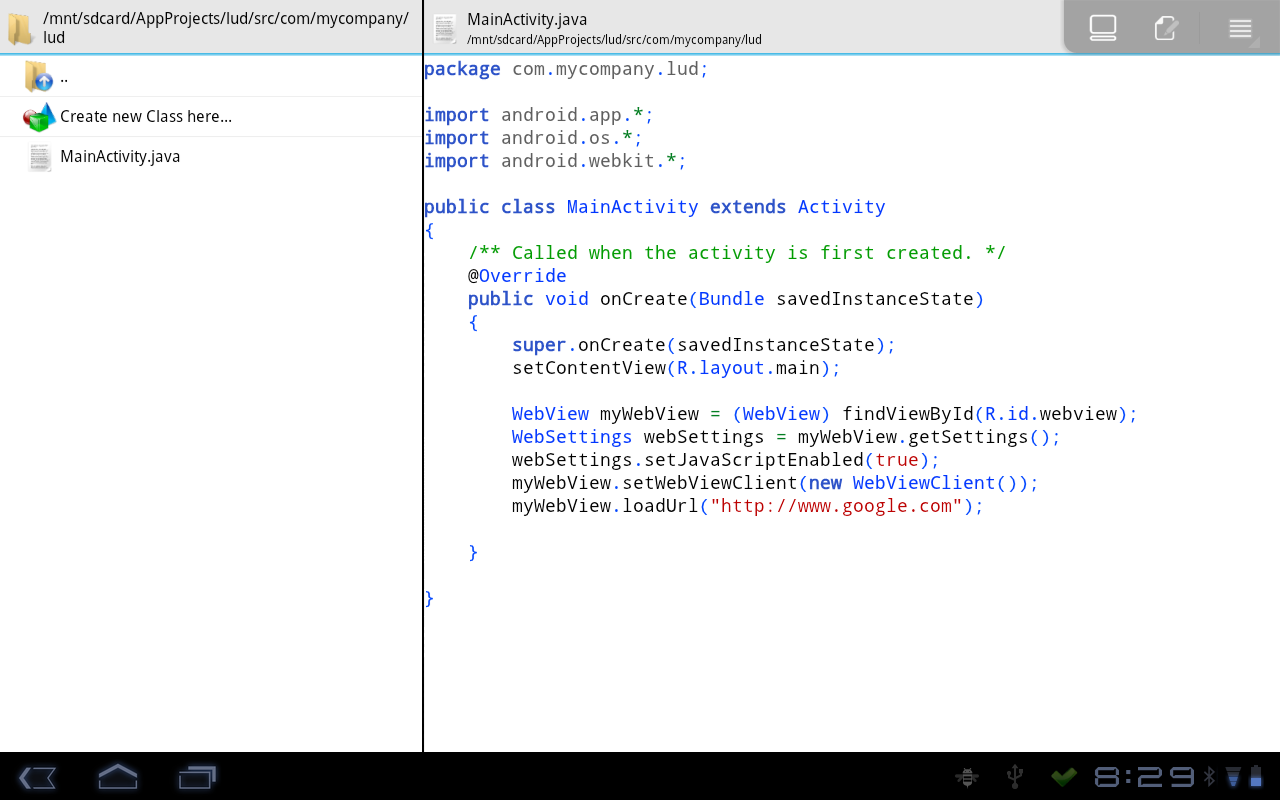 /mnt/sdcard/AppProjects/lud/src/com/mycompany/
lud
..
Create new Class here...
MainActivity.java
MainActivity.java
/mnt/sdcard/AppProjects/lud/src/com/mycompany/lud
package com.mycompany.lud;
import android.app.*;
import android.os.*;
import android.webkit.*;
public class MainActivity extends Activity
{
    /** Called when the activity is first created. */
    @Override
    public void onCreate(Bundle savedInstanceState)
    {
        super.onCreate(savedInstanceState);
        setContentView(R.layout.main);
        WebView myWebView = (WebView) findViewById(R.id.webview);
        WebSettings webSettings = myWebView.getSettings();
        webSettings.setJavaScriptEnabled(true);
        myWebView.setWebViewClient(new WebViewClient());
        myWebView.loadUrl("http://www.google.com");
    }
}
8:29